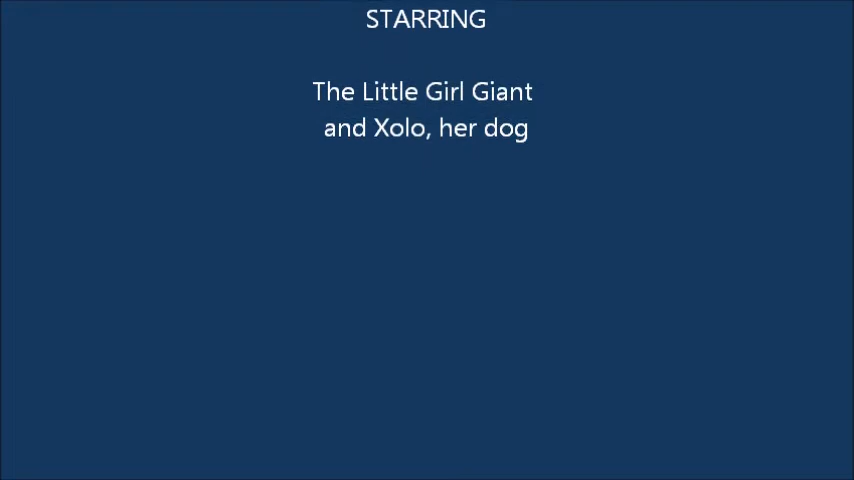 STARRING
The Little Girl Giant
and Xolo, her dog